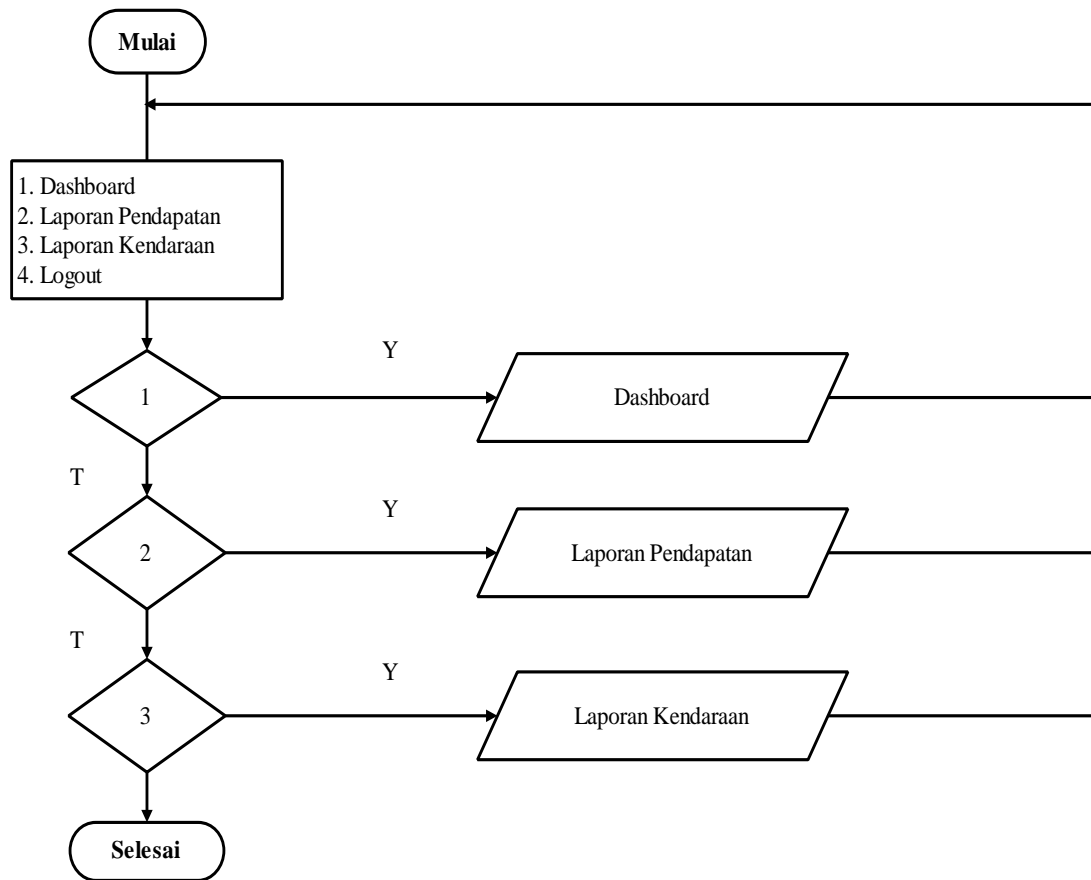 Mulai
1. Dashboard
2. Laporan Pendapatan
3. Laporan Kendaraan
4. Logout
Y
1
Dashboard
T
Y
2
Laporan Pendapatan
T
Y
3
Laporan Kendaraan
Selesai